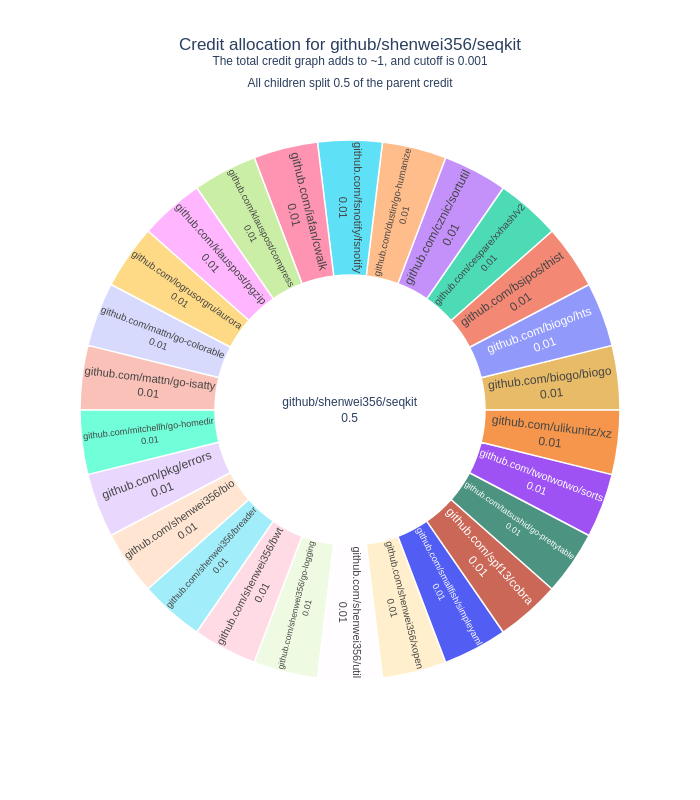 Credit allocation for github/shenwei356/seqkit
The total credit graph adds to ~1, and cutoff is 0.001
All children split 0.5 of the parent credit
github/shenwei356/seqkit
0.5
github.com/fsnotify/fsnotify
0.01
github.com/dustin/go-humanize
0.01
github.com/cznic/sortutil
0.01
github.com/cespare/xxhash/v2
0.01
github.com/bsipos/thist
0.01
github.com/biogo/hts
0.01
github.com/biogo/biogo
0.01
github.com/ulikunitz/xz
0.01
github.com/twotwotwo/sorts
0.01
github.com/tatsushid/go-prettytable
0.01
github.com/spf13/cobra
0.01
github.com/smallfish/simpleyaml
0.01
github.com/shenwei356/xopen
0.01
github.com/shenwei356/util
0.01
github.com/shenwei356/go-logging
0.01
github.com/shenwei356/bwt
0.01
github.com/shenwei356/breader
0.01
github.com/shenwei356/bio
0.01
github.com/pkg/errors
0.01
github.com/mitchellh/go-homedir
0.01
github.com/mattn/go-isatty
0.01
github.com/mattn/go-colorable
0.01
github.com/logrusorgru/aurora
0.01
github.com/klauspost/pgzip
0.01
github.com/klauspost/compress
0.01
github.com/iafan/cwalk
0.01